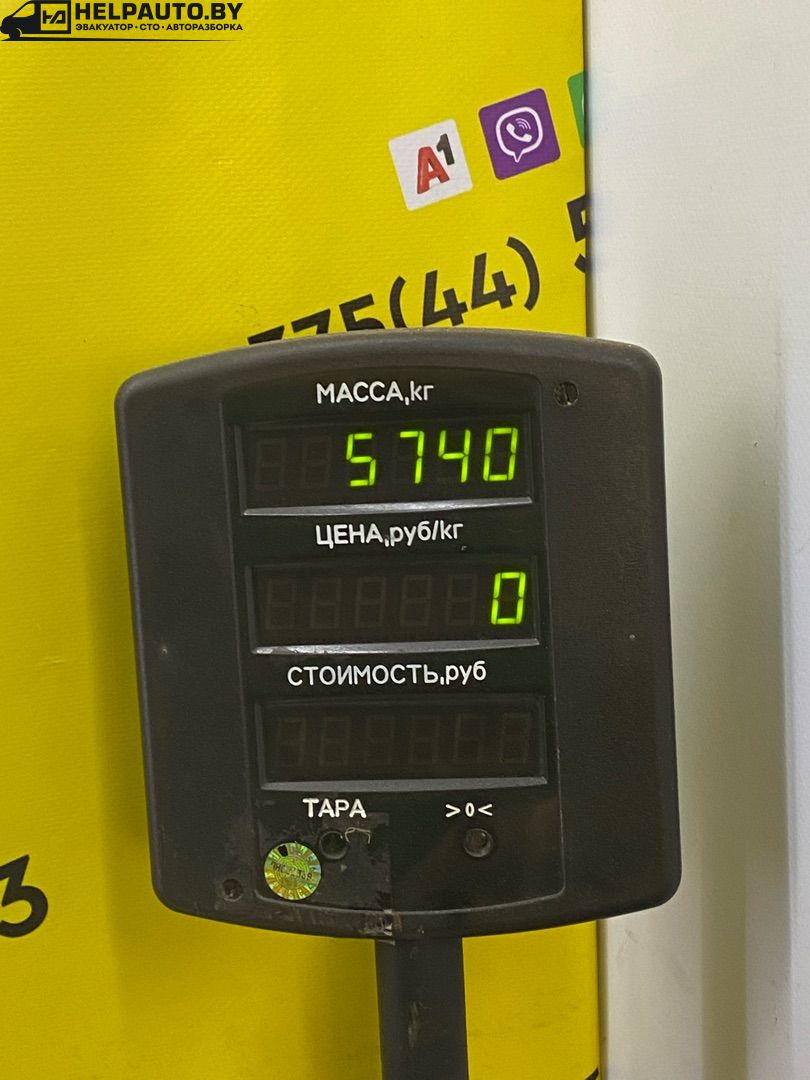 HELPAUTO.BY
ЭВАКУАТОР • СТО • АВТОРАЗБОРКА
A1
375(44) 5
МАССА,кг
5740
ЦЕНА,руб/кг
0
СТОИМОСТЬ,руб
ТАРА
>0<
3